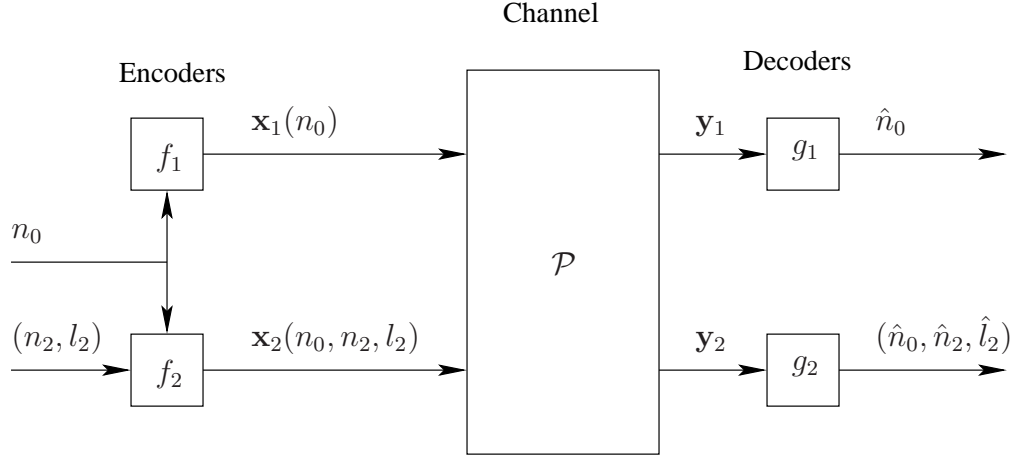 Channel
Encoders
Decoders
x₁(n₀)
y₁
n̂₀
f₁
g₁
n₀
𝒫
(n₂, l₂)
x₂(n₀, n₂, l₂)
y₂
(n̂₀, n̂₂, l̂₂)
f₂
g₂